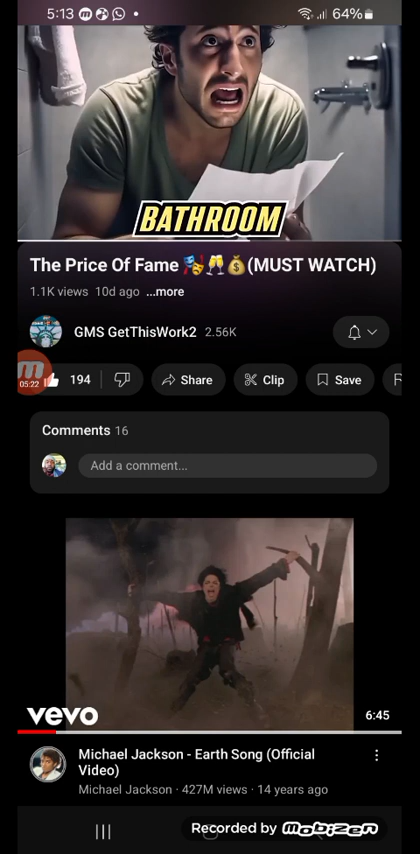 5:13
64%
BATHROOM
The Price Of Fame 🎭🥂💰(MUST WATCH)
1.1K views 10d ago ...more
GMS GetThisWork2 2.56K
05:22
194 Share Clip Save
Comments 16
Add a comment...
vevo
6:45
Michael Jackson - Earth Song (Official
Video)
Michael Jackson · 427M views · 14 years ago
Recorded by mobizen